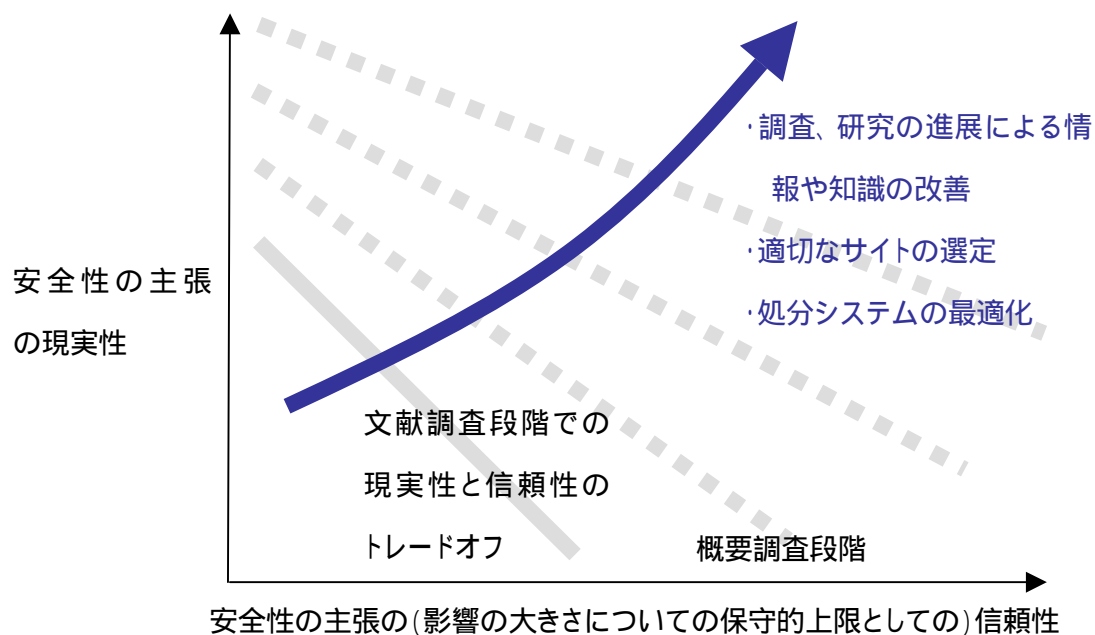 ・調査、研究の進展による情
報や知識の改善
・適切なサイトの選定
・処分システムの最適化
安全性の主張
の現実性
文献調査段階での
現実性と信頼性の
トレードオフ
概要調査段階
安全性の主張の(影響の大きさについての保守的上限としての)信頼性